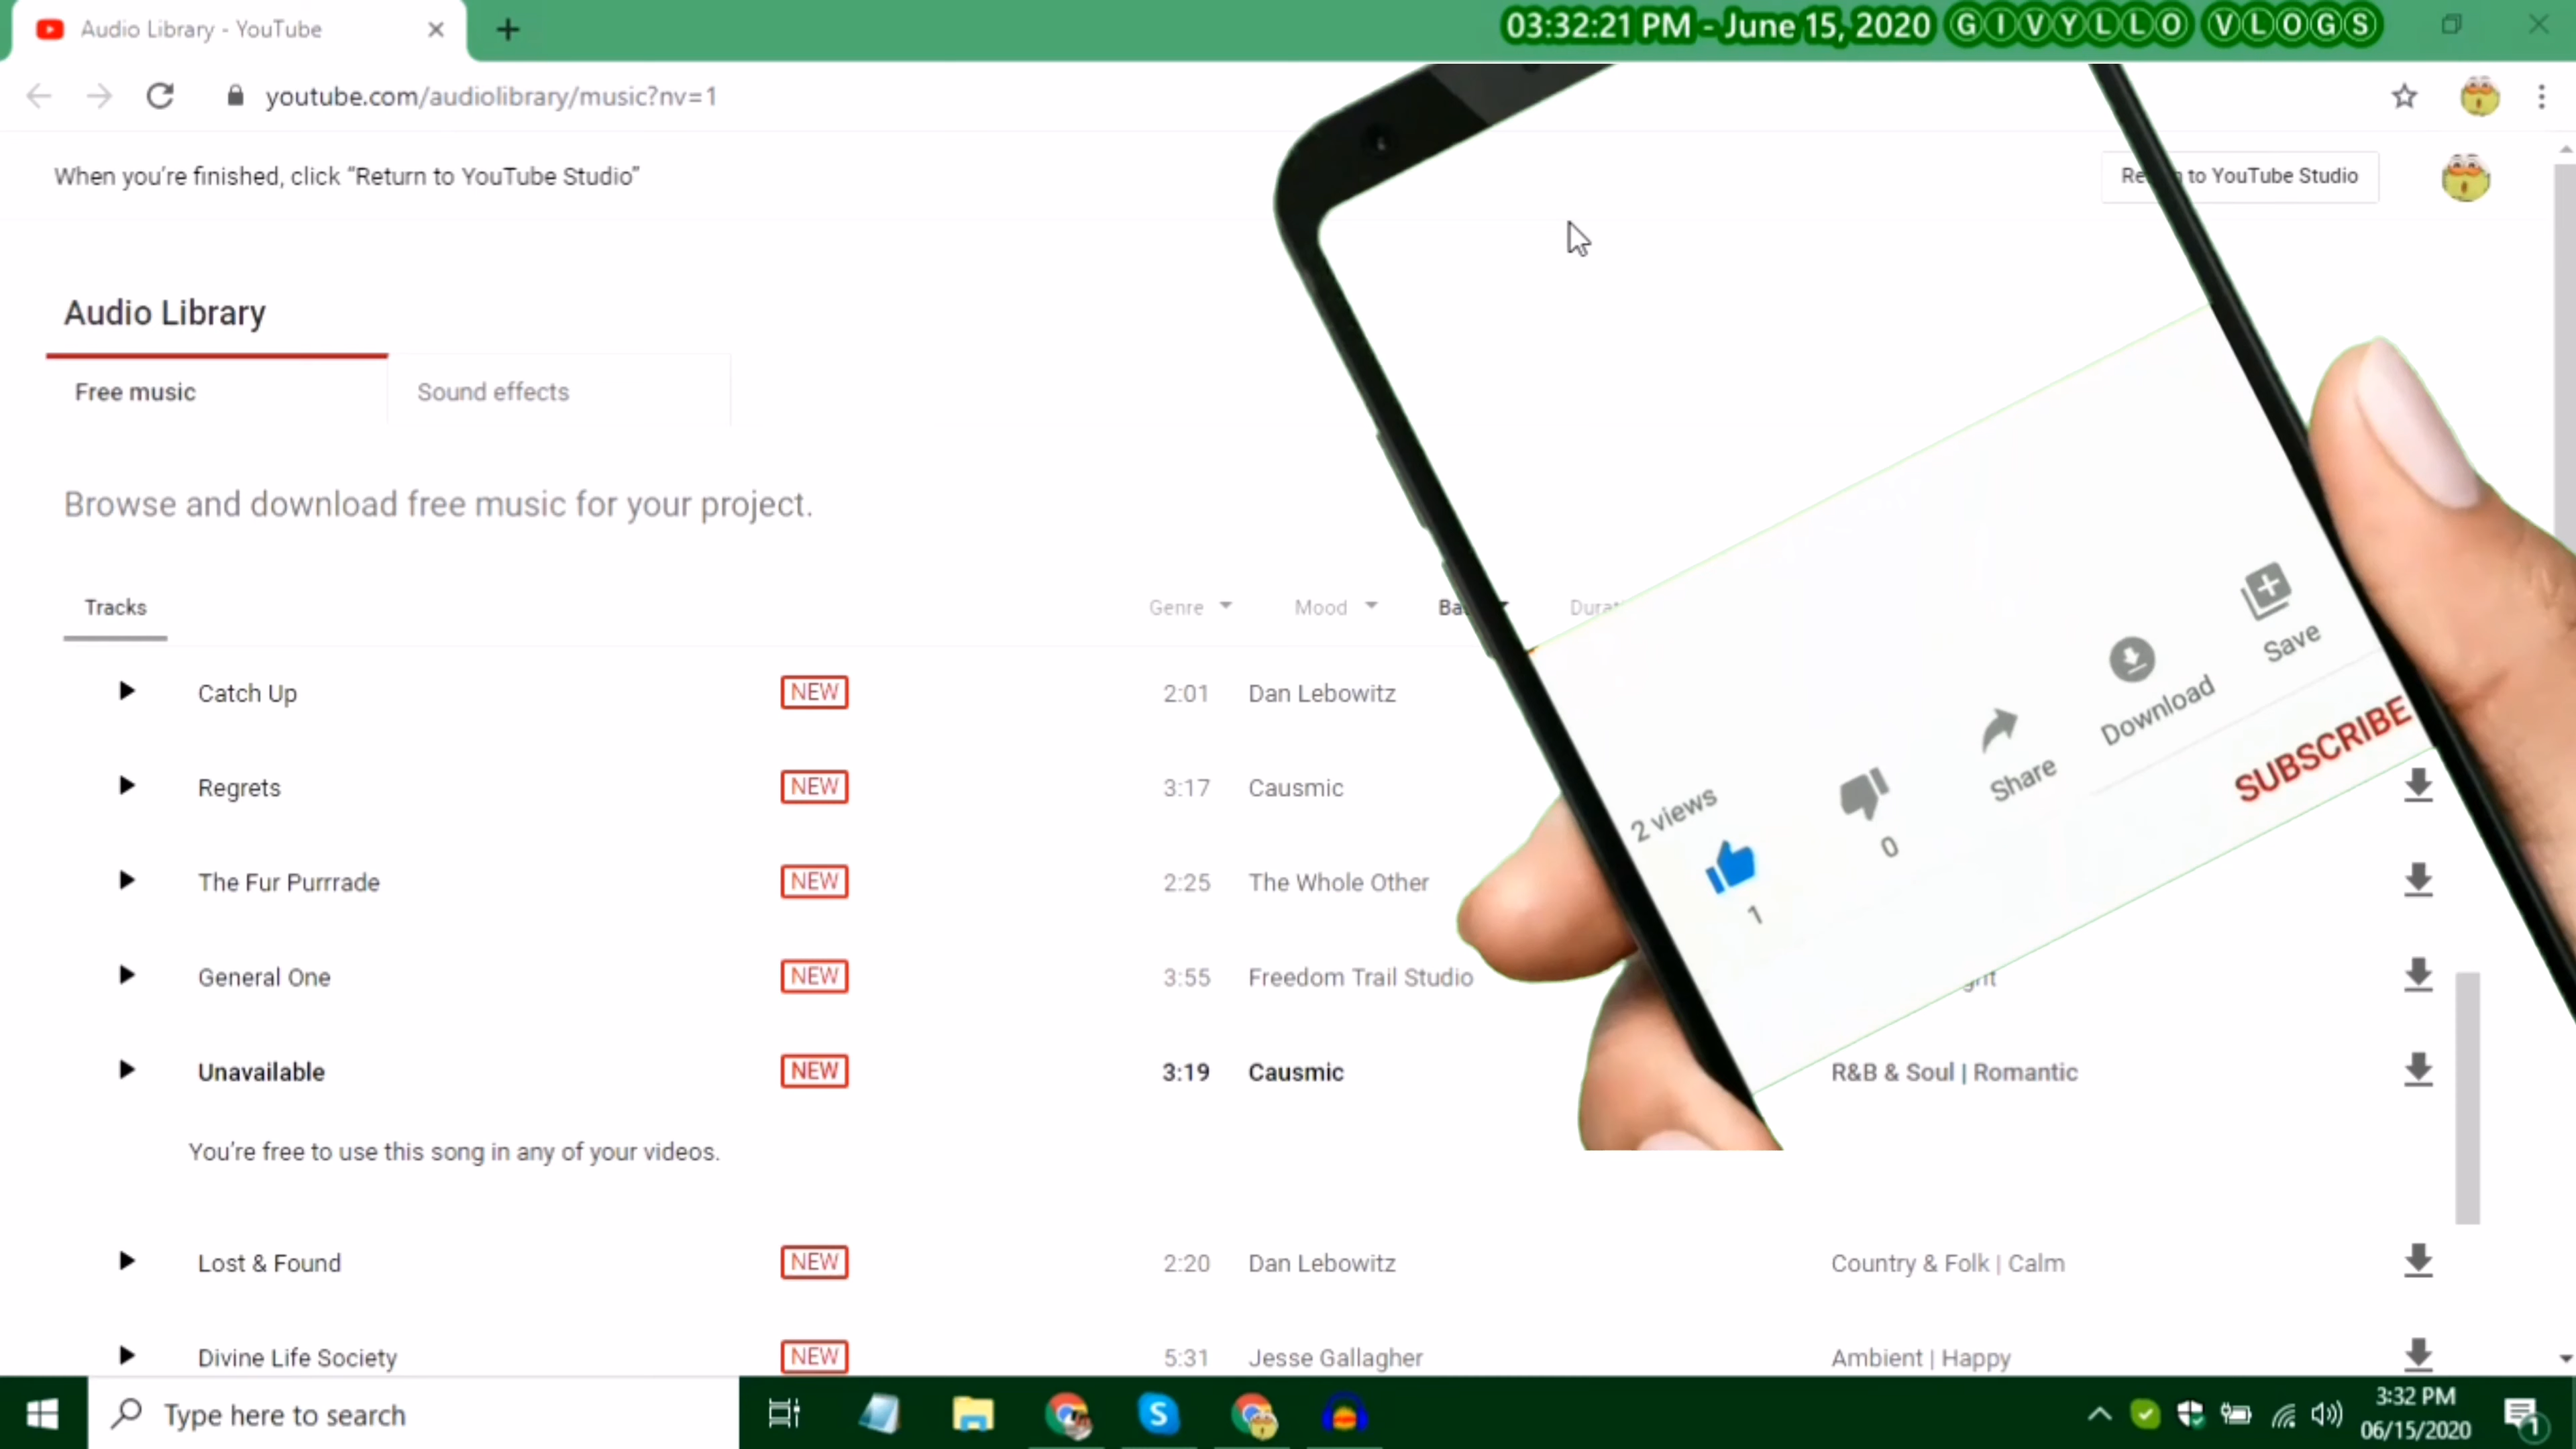 Audio Library - YouTube
03:32:21 PM - June 15, 2020 ⒼⒾⓋⓎⓁⓁⓄ ⓋⓁⓄⒼⓈ
youtube.com/audiolibrary/music?nv=1
When you're finished, click “Return to YouTube Studio”
to YouTube Studio
Audio Library
Free music Sound effects
Browse and download free music for your project.
Tracks Genre Mood
Catch Up NEW 2:01 Dan Lebowitz
Regrets NEW 3:17 Causmic
The Fur Purrrade NEW 2:25 The Whole Other
General One NEW 3:55 Freedom Trail Studio
Unavailable NEW 3:19 Causmic R&B & Soul | Romantic
You're free to use this song in any of your videos.
Lost & Found NEW 2:20 Dan Lebowitz Country & Folk | Calm
Divine Life Society NEW 5:31 Jesse Gallagher Ambient | Happy
2 views
1
0
Share
Download
Save
SUBSCRIBE
Type here to search
3:32 PM
06/15/2020
1